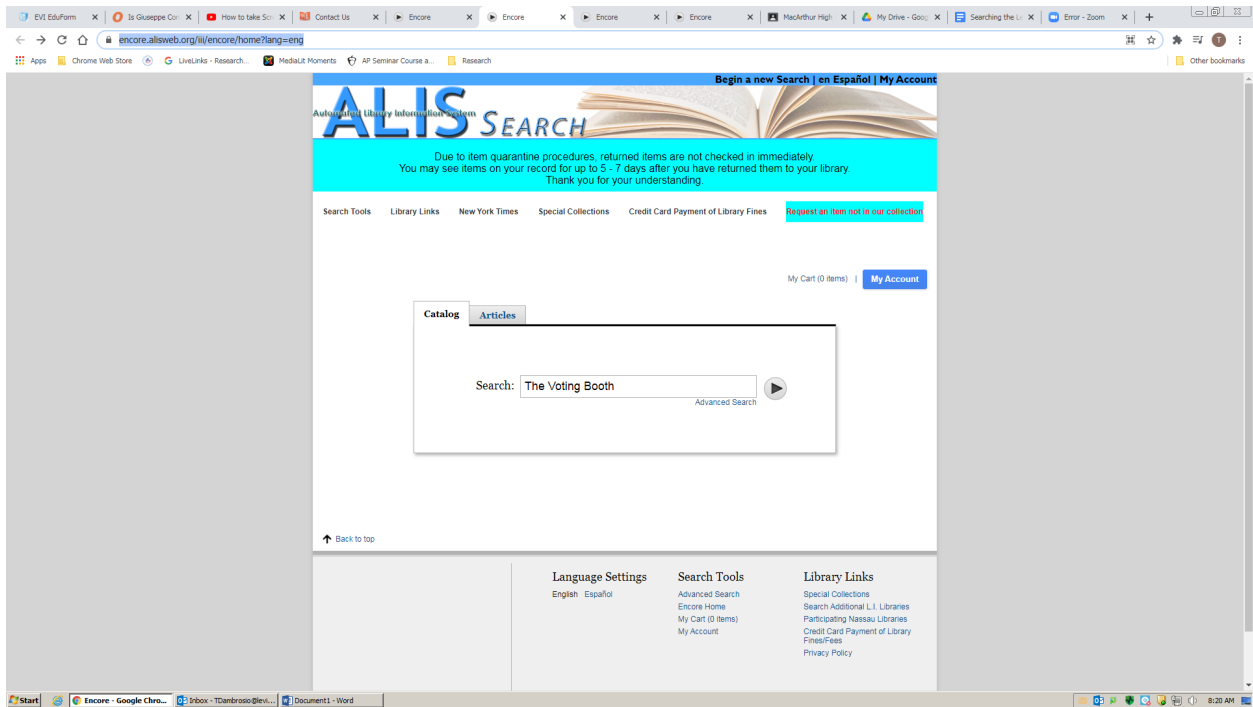 EVI EduForm
Is Giuseppe Con
How to take Scr
Contact Us
Encore
Encore
Encore
Encore
MacArthur High
My Drive - Goog
Searching the L
Error - Zoom
encore.alisweb.org/iii/encore/home?lang=eng
T
Apps
Chrome Web Store
LiveLinks - Research...
MediaLit Moments
AP Seminar Course a...
Research
Other bookmarks
Begin a new Search | en Español | My Account
ALIS SEARCH
Automated Library Information System
Due to item quarantine procedures, returned items are not checked in immediately.
You may see items on your record for up to 5 - 7 days after you have returned them to your library.
Thank you for your understanding.
Search Tools Library Links New York Times Special Collections Credit Card Payment of Library Fines Request an item not in our collection
My Cart (0 items) | My Account
Catalog Articles
Search: The Voting Booth
Advanced Search
Back to top
Language Settings
English Español
Search Tools
Advanced Search
Encore Home
My Cart (0 items)
My Account
Library Links
Special Collections
Search Additional L.I. Libraries
Participating Nassau Libraries
Credit Card Payment of Library
Fines/Fees
Privacy Policy
Start
Encore - Google Chro...
Inbox - TDambrosio@levi...
Document1 - Word
8:20 AM